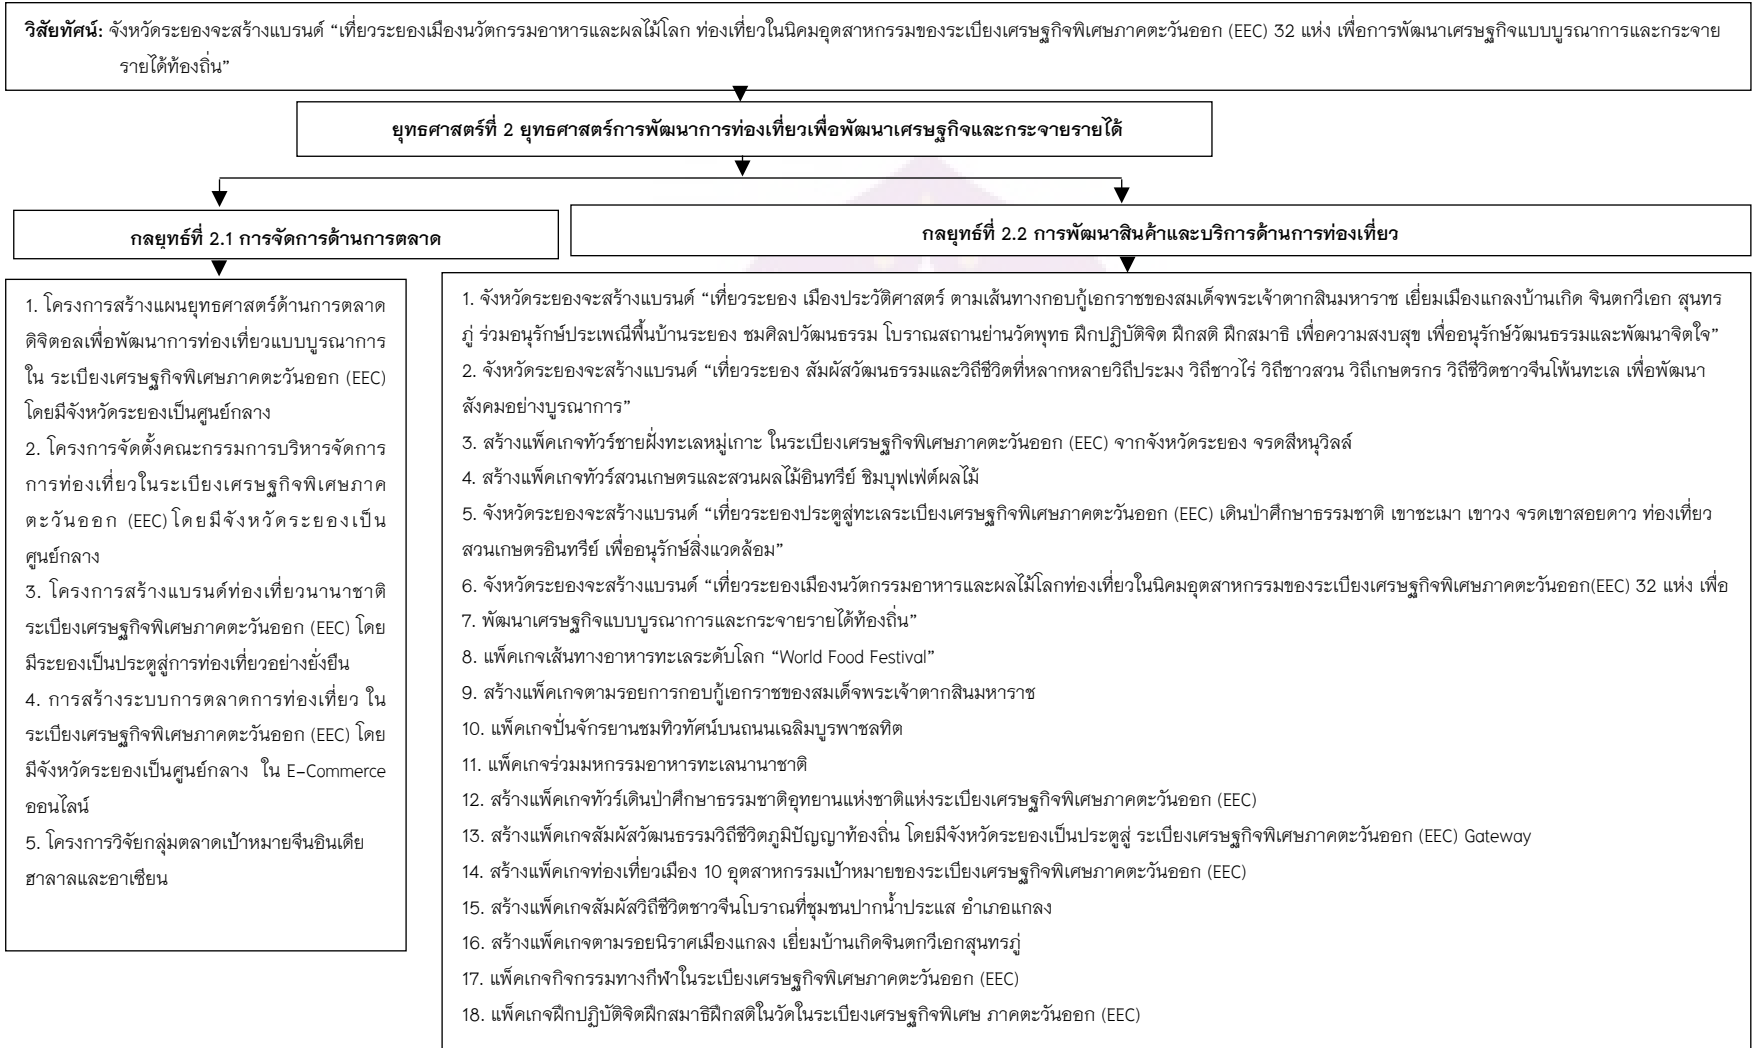 วิสัยทัศน์: จังหวัดระยองจะสร้างแบรนด์ “เที่ยวระยองเมืองนวัตกรรมอาหารและผลไม้โลก ท่องเที่ยวในนิคมอุตสาหกรรมของระเบียงเศรษฐกิจพิเศษภาคตะวันออก (EEC) 32 แห่ง เพื่อการพัฒนาเศรษฐกิจแบบบูรณาการและกระจาย
รายได้ท้องถิ่น”
ยุทธศาสตร์ที่ 2 ยุทธศาสตร์การพัฒนาการท่องเที่ยวเพื่อพัฒนาเศรษฐกิจและกระจายรายได้
กลยุทธ์ที่ 2.1 การจัดการด้านการตลาด
กลยุทธ์ที่ 2.2 การพัฒนาสินค้าและบริการด้านการท่องเที่ยว
1. โครงการสร้างแผนยุทธศาสตร์ด้านการตลาด
ดิจิตอลเพื่อพัฒนาการท่องเที่ยวแบบบูรณาการ
ใน ระเบียงเศรษฐกิจพิเศษภาคตะวันออก (EEC)
โดยมีจังหวัดระยองเป็นศูนย์กลาง
2. โครงการจัดตั้งคณะกรรมการบริหารจัดการ
การท่องเที่ยวในระเบียงเศรษฐกิจพิเศษภาค
ตะวันออก (EEC) โดยมีจังหวัดระยองเป็น
ศูนย์กลาง
3. โครงการสร้างแบรนด์ท่องเที่ยวนานาชาติ
ระเบียงเศรษฐกิจพิเศษภาคตะวันออก (EEC) โดย
มีระยองเป็นประตูสู่การท่องเที่ยวอย่างยั่งยืน
4. การสร้างระบบการตลาดการท่องเที่ยว ใน
ระเบียงเศรษฐกิจพิเศษภาคตะวันออก (EEC) โดย
มีจังหวัดระยองเป็นศูนย์กลาง ใน E-Commerce
ออนไลน์
5. โครงการวิจัยกลุ่มตลาดเป้าหมายจีนอินเดีย
ฮาลาลและอาเซียน
1. จังหวัดระยองจะสร้างแบรนด์ “เที่ยวระยอง เมืองประวัติศาสตร์ ตามเส้นทางกอบกู้เอกราชของสมเด็จพระเจ้าตากสินมหาราช เยี่ยมเมืองแกลงบ้านเกิด จินตกวีเอก สุนทร
ภู่ ร่วมอนุรักษ์ประเพณีพื้นบ้านระยอง ชมศิลปวัฒนธรรม โบราณสถานย่านวัดพุทธ ฝึกปฏิบัติจิต ฝึกสติ ฝึกสมาธิ เพื่อความสงบสุข เพื่ออนุรักษ์วัฒนธรรมและพัฒนาจิตใจ”
2. จังหวัดระยองจะสร้างแบรนด์ “เที่ยวระยอง สัมผัสวัฒนธรรมและวิถีชีวิตที่หลากหลายวิถีประมง วิถีชาวไร่ วิถีชาวสวน วิถีเกษตรกร วิถีชีวิตชาวจีนโพ้นทะเล เพื่อพัฒนา
สังคมอย่างบูรณาการ”
3. สร้างแพ็คเกจทัวร์ชายฝั่งทะเลหมู่เกาะ ในระเบียงเศรษฐกิจพิเศษภาคตะวันออก (EEC) จากจังหวัดระยอง จรดสีหนุวิลล์
4. สร้างแพ็คเกจทัวร์สวนเกษตรและสวนผลไม้อินทรีย์ ชิมบุฟเฟ่ต์ผลไม้
5. จังหวัดระยองจะสร้างแบรนด์ “เที่ยวระยองประตูสู่ทะเลระเบียงเศรษฐกิจพิเศษภาคตะวันออก (EEC) เดินป่าศึกษาธรรมชาติ เขาชะเมา เขาวง จรดเขาสอยดาว ท่องเที่ยว
สวนเกษตรอินทรีย์ เพื่ออนุรักษ์สิ่งแวดล้อม”
6. จังหวัดระยองจะสร้างแบรนด์ “เที่ยวระยองเมืองนวัตกรรมอาหารและผลไม้โลกท่องเที่ยวในนิคมอุตสาหกรรมของระเบียงเศรษฐกิจพิเศษภาคตะวันออก(EEC) 32 แห่ง เพื่อ
7. พัฒนาเศรษฐกิจแบบบูรณาการและกระจายรายได้ท้องถิ่น”
8. แพ็คเกจเส้นทางอาหารทะเลระดับโลก “World Food Festival”
9. สร้างแพ็คเกจตามรอยการกอบกู้เอกราชของสมเด็จพระเจ้าตากสินมหาราช
10. แพ็คเกจปั่นจักรยานชมทิวทัศน์บนถนนเฉลิมบูรพาชลทิต
11. แพ็คเกจร่วมมหกรรมอาหารทะเลนานาชาติ
12. สร้างแพ็คเกจทัวร์เดินป่าศึกษาธรรมชาติอุทยานแห่งชาติแห่งระเบียงเศรษฐกิจพิเศษภาคตะวันออก (EEC)
13. สร้างแพ็คเกจสัมผัสวัฒนธรรมวิถีชีวิตภูมิปัญญาท้องถิ่น โดยมีจังหวัดระยองเป็นประตูสู่ ระเบียงเศรษฐกิจพิเศษภาคตะวันออก (EEC) Gateway
14. สร้างแพ็คเกจท่องเที่ยวเมือง 10 อุตสาหกรรมเป้าหมายของระเบียงเศรษฐกิจพิเศษภาคตะวันออก (EEC)
15. สร้างแพ็คเกจสัมผัสวิถีชีวิตชาวจีนโบราณที่ชุมชนปากน้ำประแส อำเภอแกลง
16. สร้างแพ็คเกจตามรอยนิราศเมืองแกลง เยี่ยมบ้านเกิดจินตกวีเอกสุนทรภู่
17. แพ็คเกจกิจกรรมทางกีฬาในระเบียงเศรษฐกิจพิเศษภาคตะวันออก (EEC)
18. แพ็คเกจฝึกปฏิบัติจิตฝึกสมาธิฝึกสติในวัดในระเบียงเศรษฐกิจพิเศษ ภาคตะวันออก (EEC)